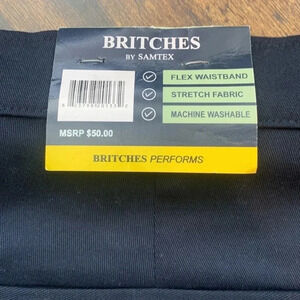 BRITCHES
BY SAMTEX
FLEX WAISTBAND
STRETCH FABRIC
MACHINE WASHABLE
MSRP $50.00
BRITCHES PERFORMS